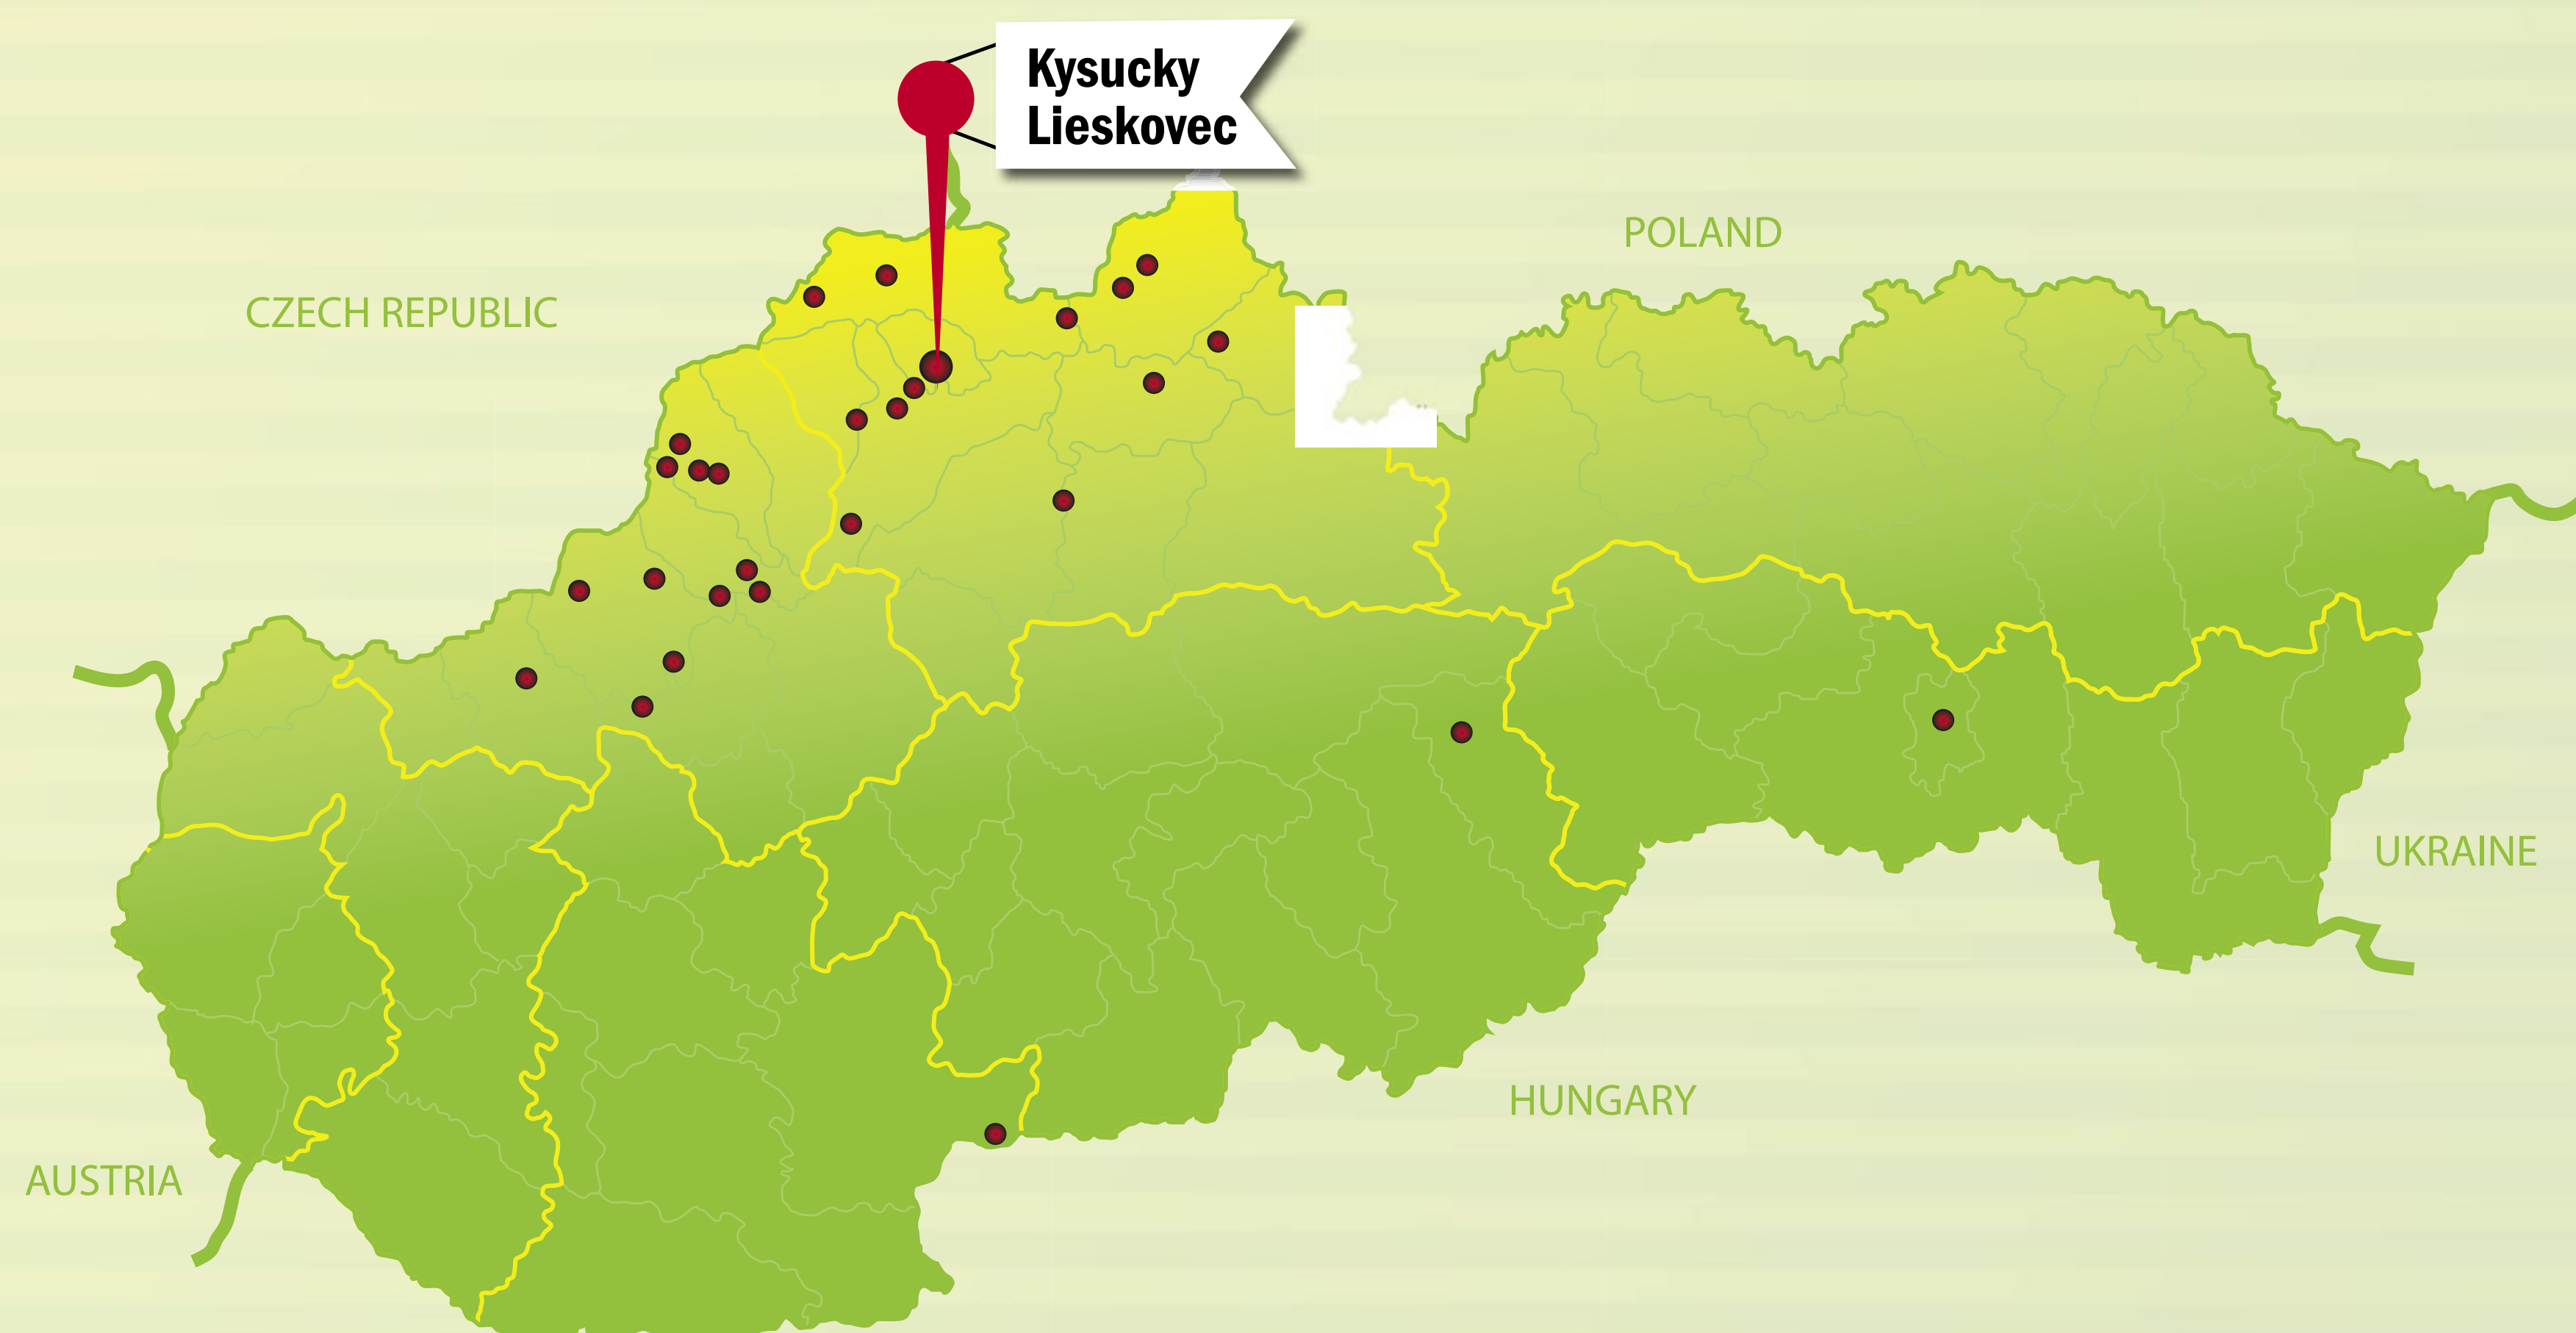 Kysucky
Lieskovec
POLAND
CZECH REPUBLIC
UKRAINE
HUNGARY
AUSTRIA